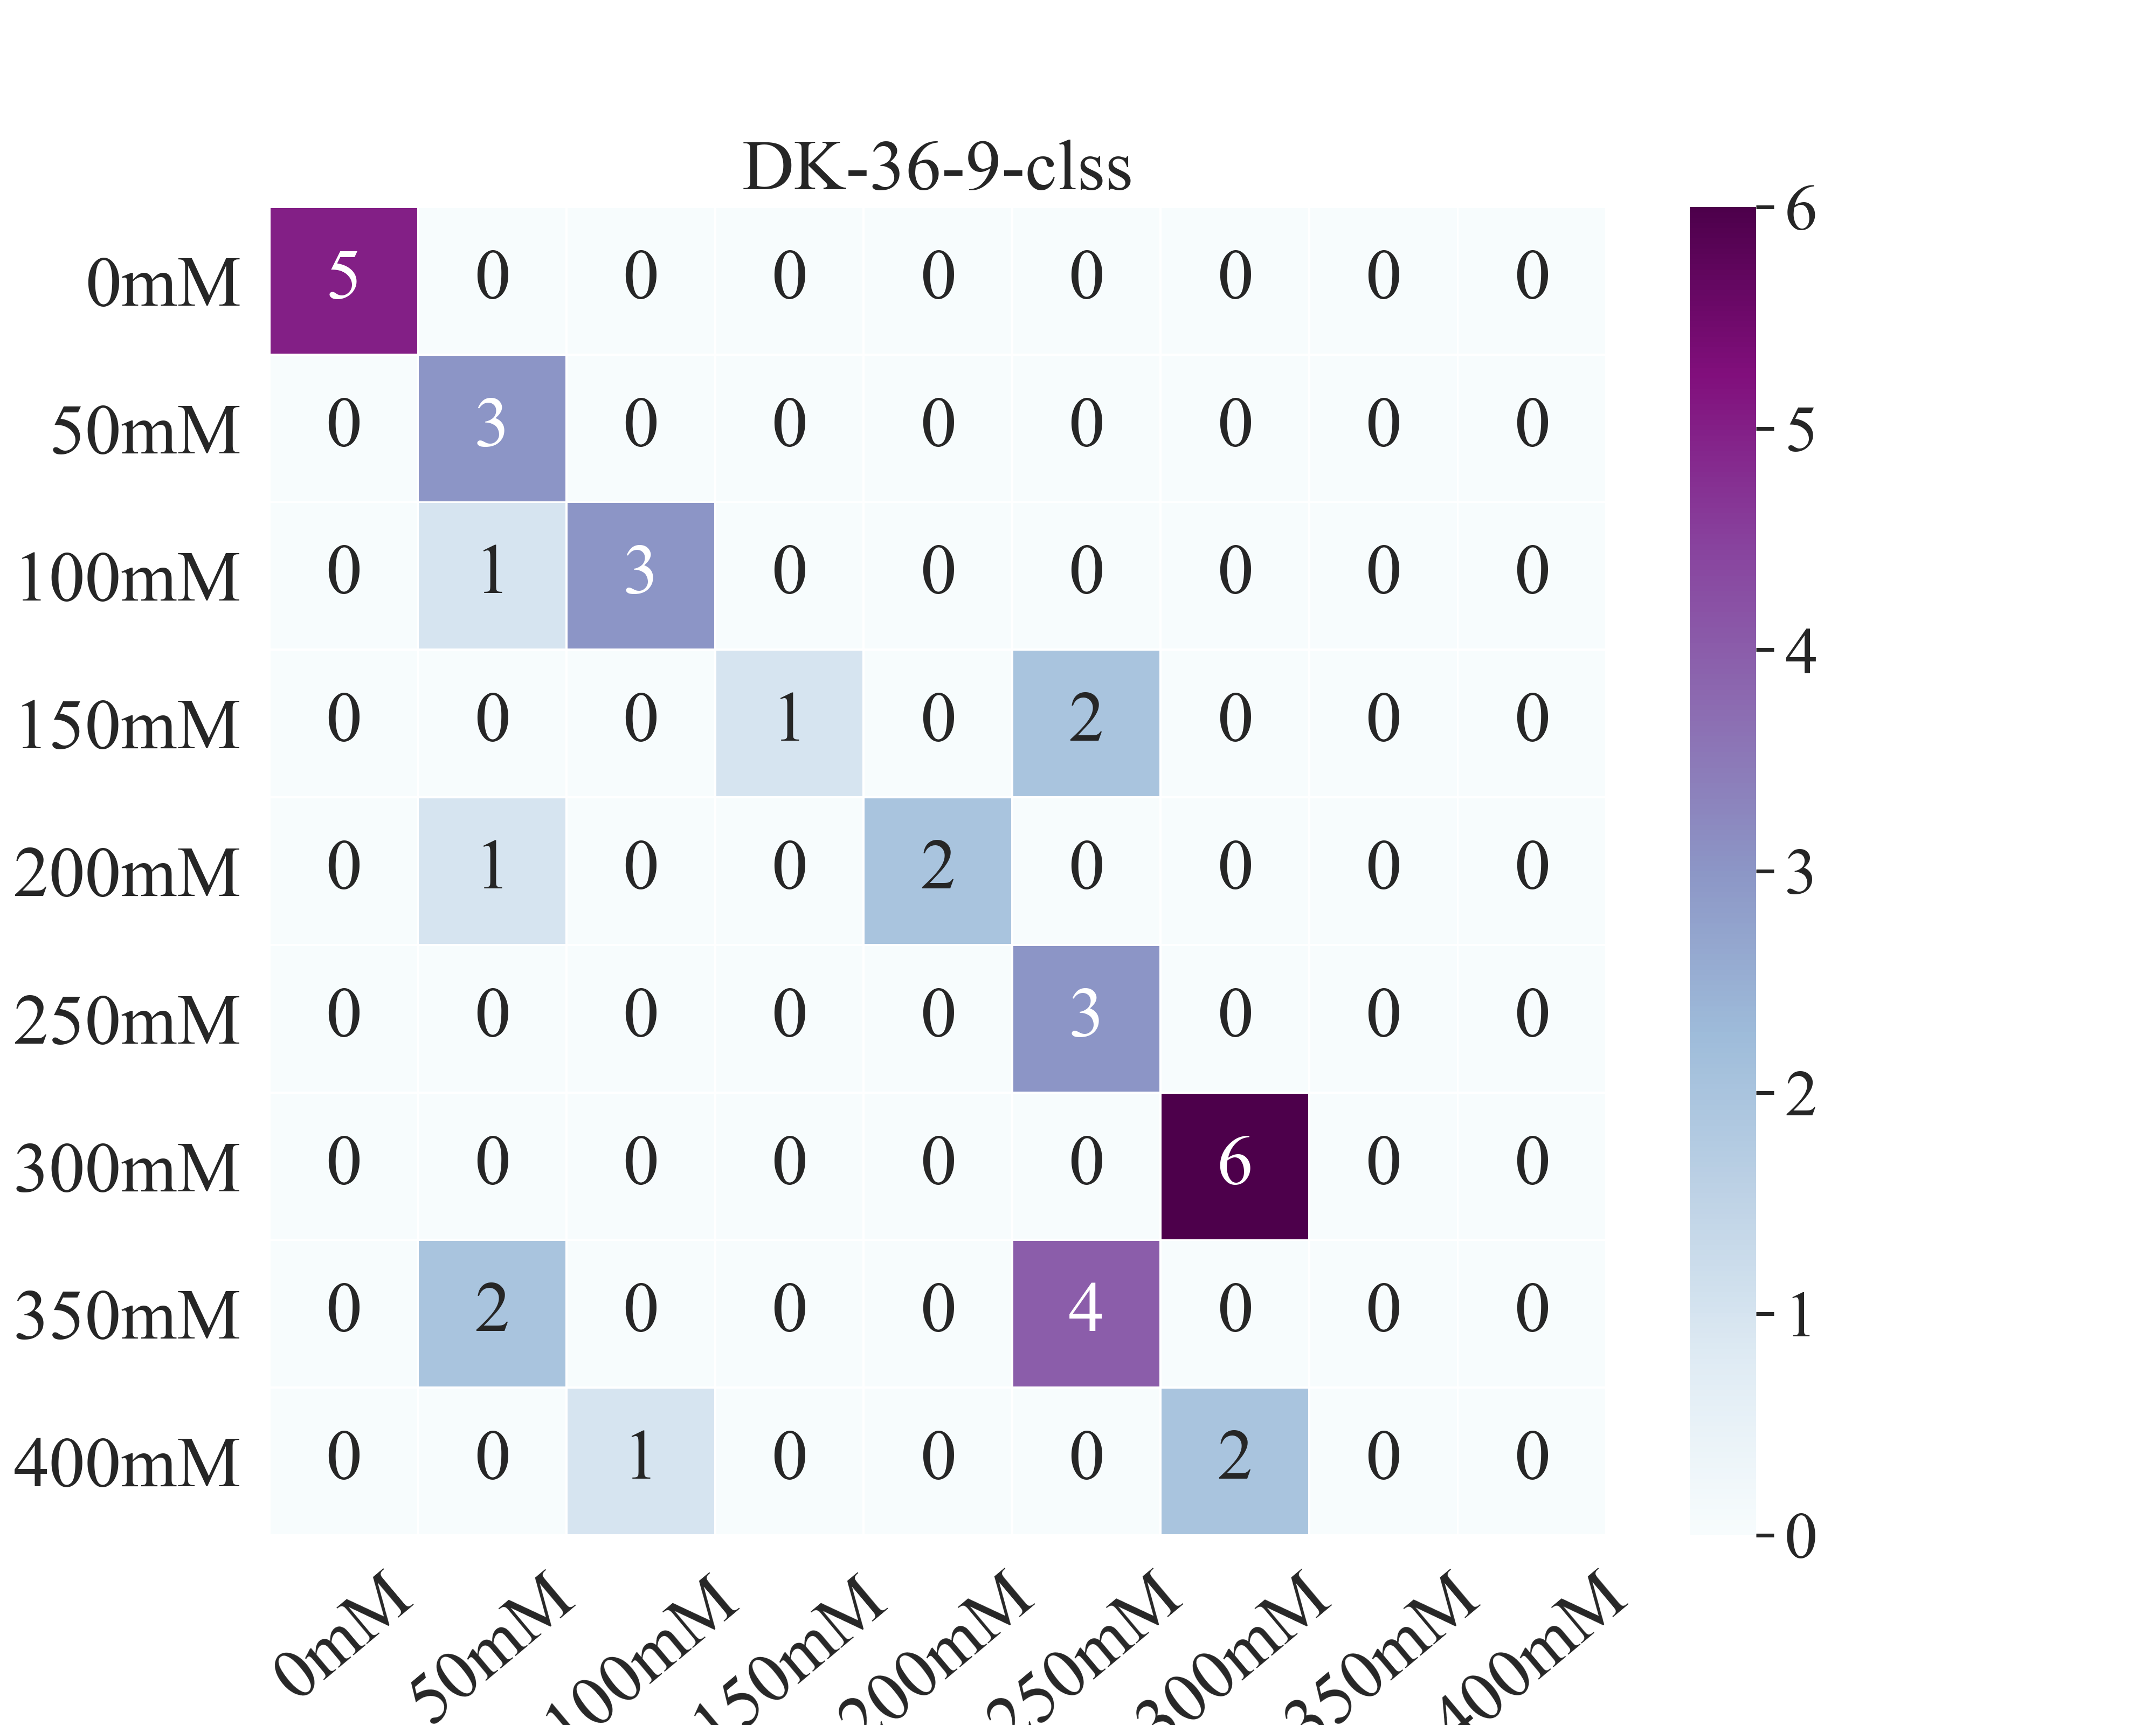 DK-36-9-clss
0mM 5 0 0 0 0 0 0 0 0
50mM 0 3 0 0 0 0 0 0 0
100mM 0 1 3 0 0 0 0 0 0
150mM 0 0 0 1 0 2 0 0 0
200mM 0 1 0 0 2 0 0 0 0
250mM 0 0 0 0 0 3 0 0 0
300mM 0 0 0 0 0 0 6 0 0
350mM 0 2 0 0 0 4 0 0 0
400mM 0 0 1 0 0 0 2 0 0
0mM 50mM 100mM 150mM 200mM 250mM 300mM 350mM 400mM
6
5
4
3
2
1
0